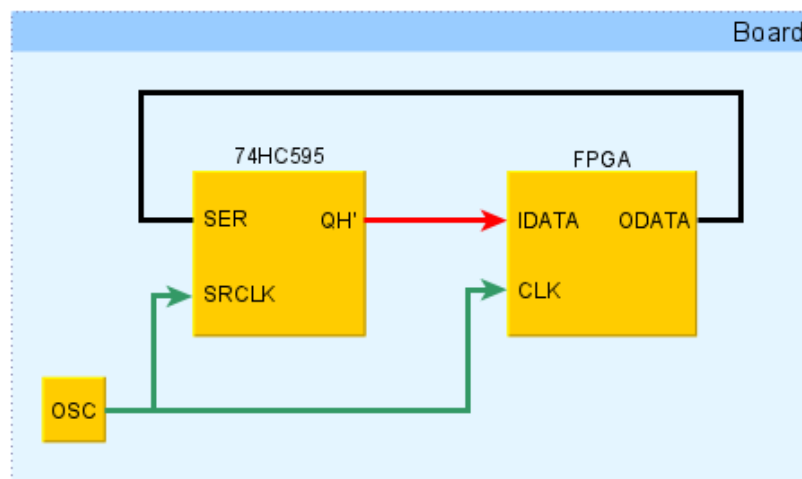 Board
74HC595
FPGA
SER
QH'
IDATA
ODATA
SRCLK
CLK
OSC